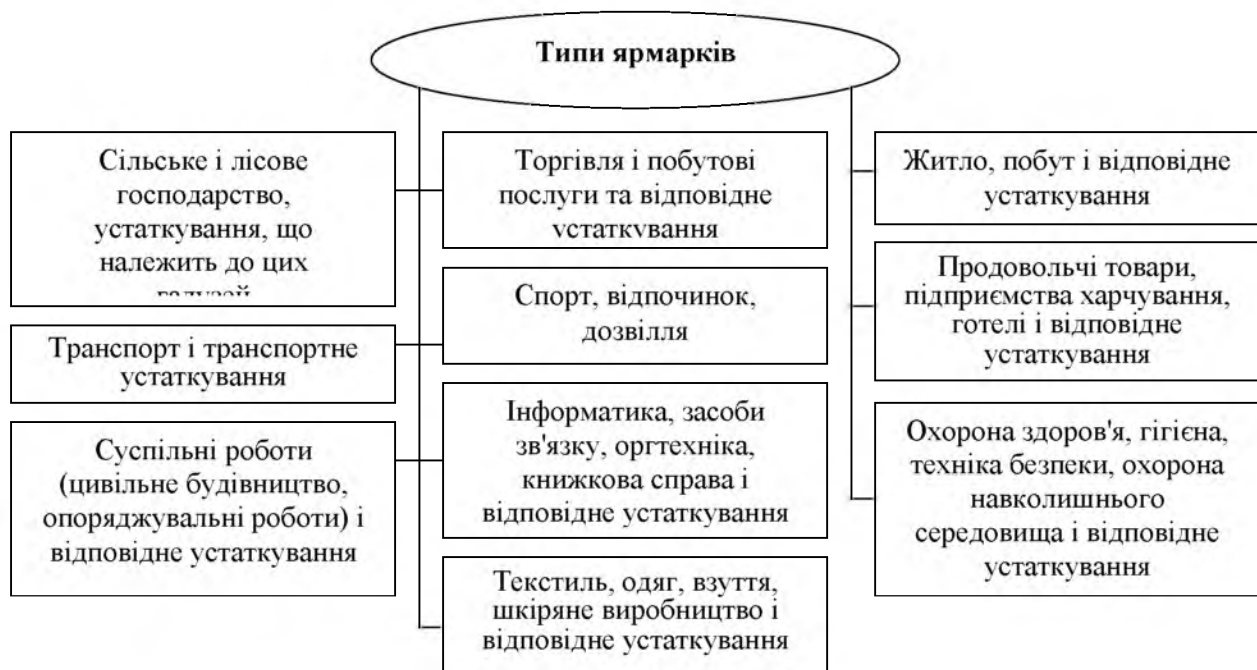 Типи ярмарків
Сільське і лісове
господарство,
устаткування, що
належить до цих
Транспорт і транспортне
устаткування
Суспільні роботи
(цивільне будівництво,
опоряджувальні роботи) і
відповідне устаткування
Торгівля і побутові
послуги та відповідне
устаткування
Спорт, відпочинок,
дозвілля
Інформатика, засоби
зв'язку, оргтехніка,
книжкова справа і
відповідне устаткування
Текстиль, одяг, взуття,
шкіряне виробництво і
відповідне устаткування
Житло, побут і відповідне
устаткування
Продовольчі товари,
підприємства харчування,
готелі і відповідне
устаткування
Охорона здоров'я, гігієна,
техніка безпеки, охорона
навколишнього
середовища і відповідне
устаткування